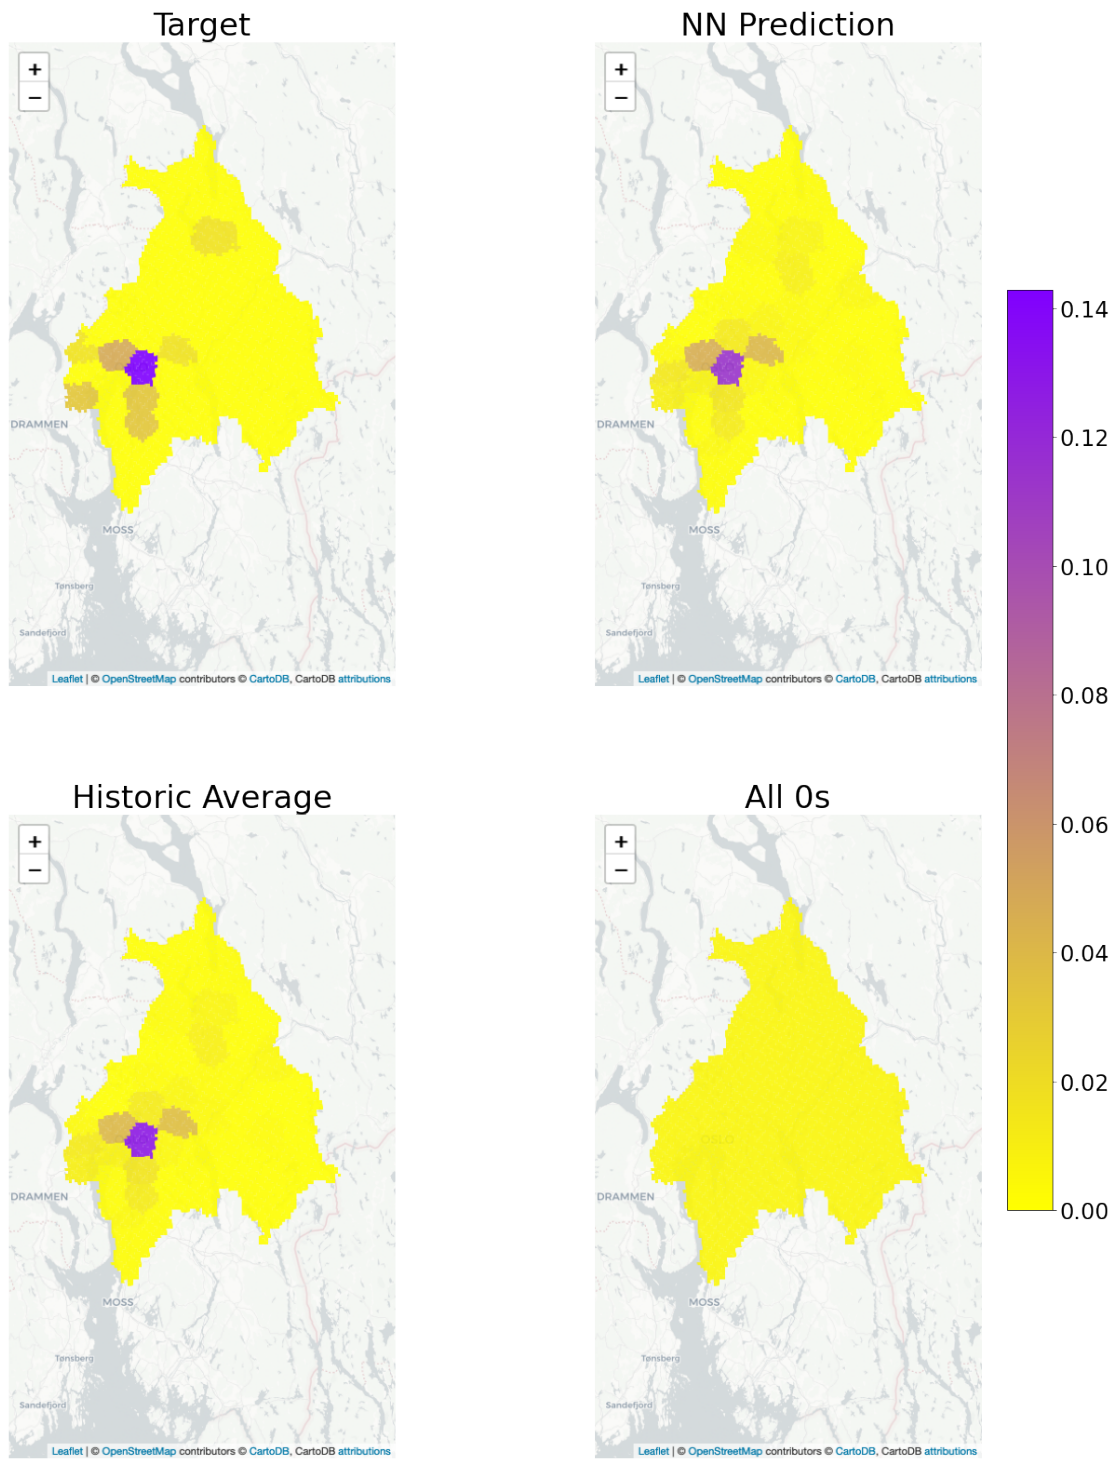 Target
NN Prediction
+
−
DRAMMEN
MOSS
Tønsberg
Sandefjord
Leaflet | © OpenStreetMap contributors © CartoDB, CartoDB attributions
+
−
DRAMMEN
MOSS
Tønsberg
Sandefjord
Leaflet | © OpenStreetMap contributors © CartoDB, CartoDB attributions
0.14
0.12
0.10
0.08
0.06
0.04
0.02
0.00
Historic Average
All 0s
+
−
DRAMMEN
MOSS
Tønsberg
Sandefjord
Leaflet | © OpenStreetMap contributors © CartoDB, CartoDB attributions
+
−
OSLO
DRAMMEN
MOSS
Tønsberg
Sandefjord
Leaflet | © OpenStreetMap contributors © CartoDB, CartoDB attributions